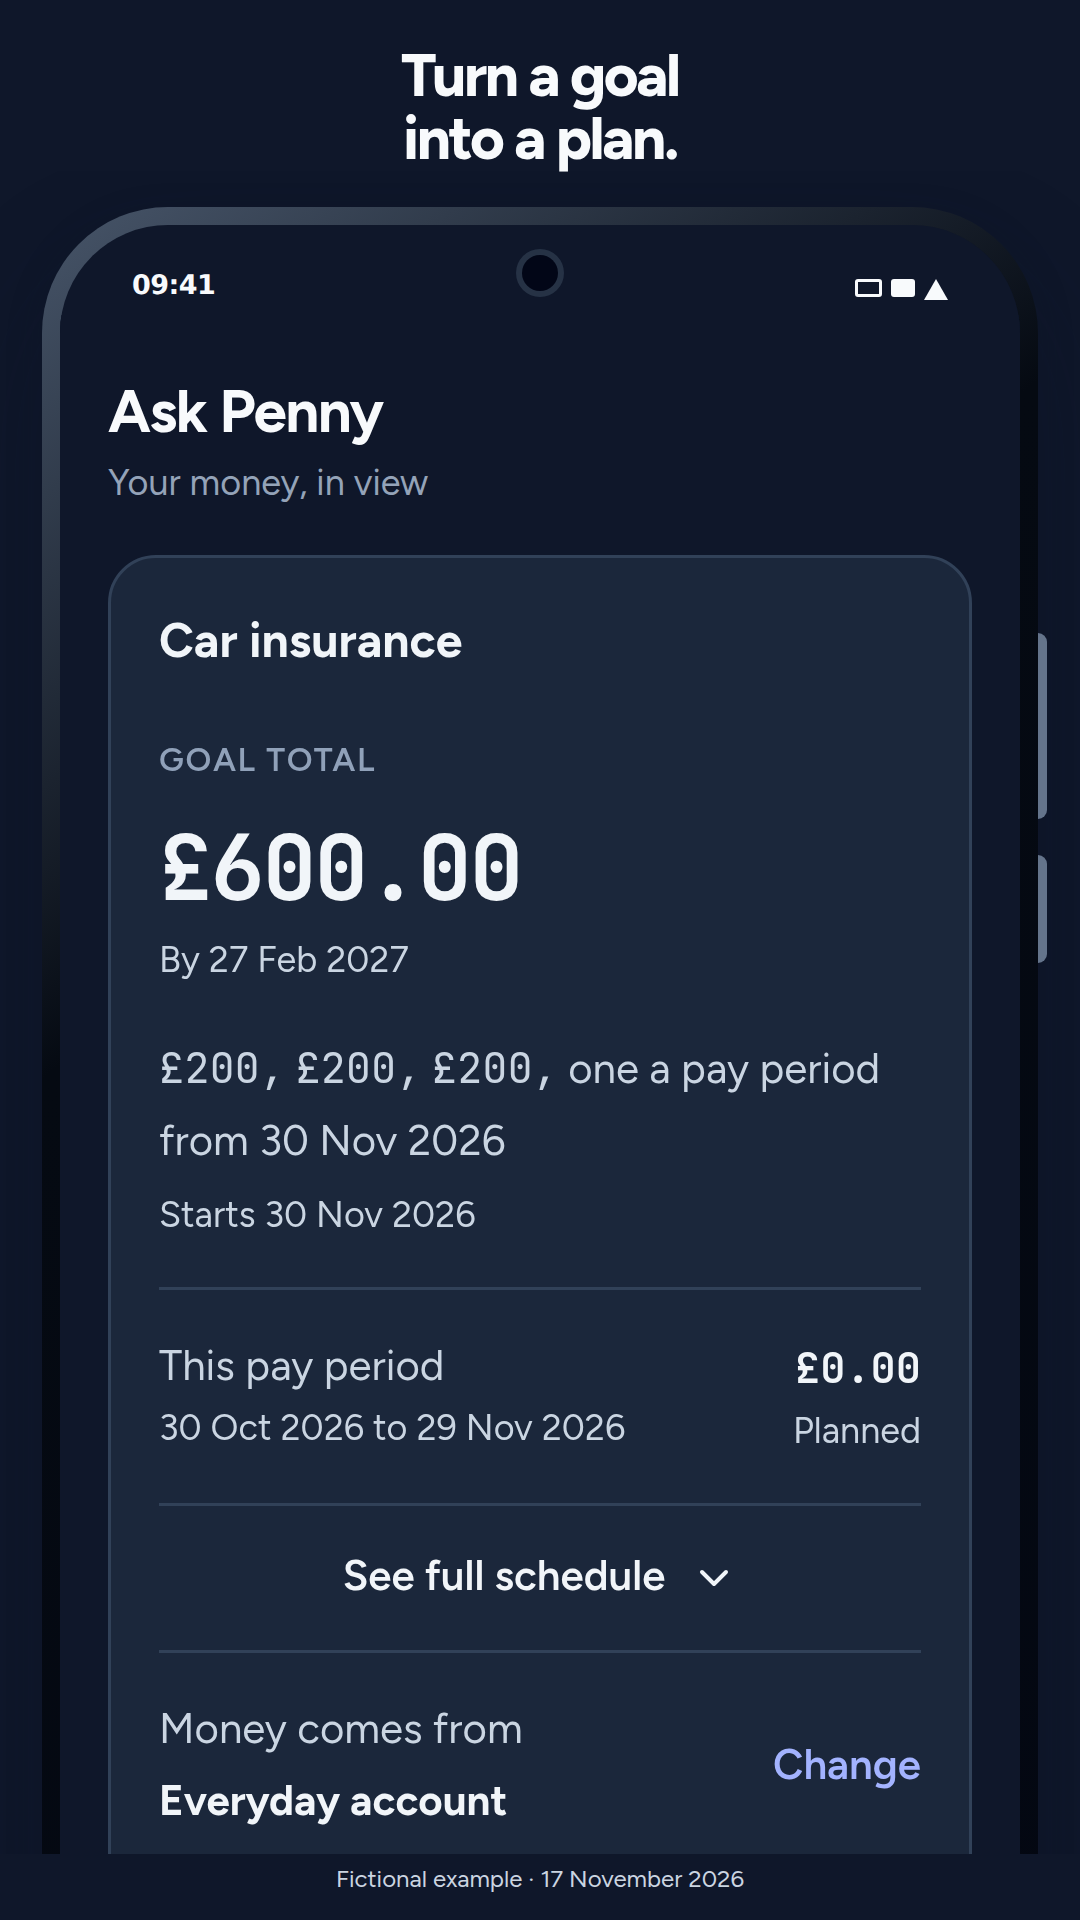 Turn a goal
into a plan.
09:41
Ask Penny
Your money, in view
Car insurance
GOAL TOTAL
£600.00
By 27 Feb 2027
£200, £200, £200, one a pay period
from 30 Nov 2026
Starts 30 Nov 2026
This pay period
£0.00
30 Oct 2026 to 29 Nov 2026
Planned
See full schedule
Money comes from
Change
Everyday account
Fictional example · 17 November 2026